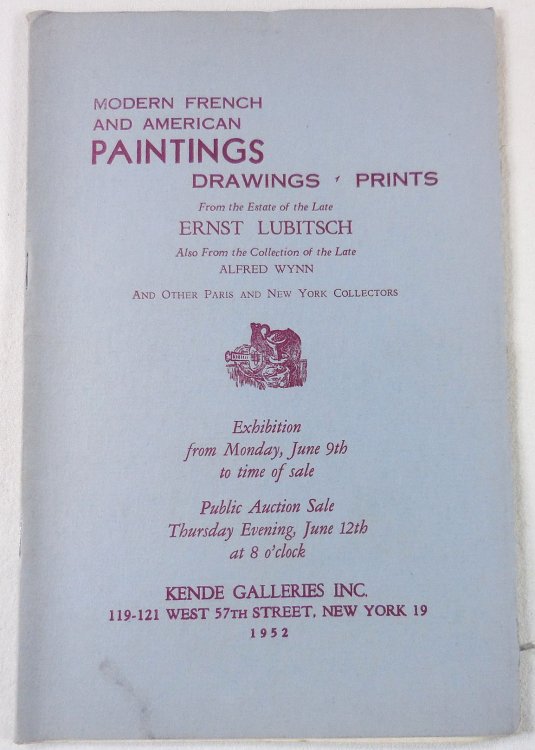 MODERN FRENCH
AND AMERICAN
PAINTINGS
DRAWINGS ' PRINTS
From the Estate of the Late
ERNST LUBITSCH
Also From the Collection of the Late
ALFRED WYNN
AND OTHER PARIS AND NEW YORK COLLECTORS
Exhibition
from Monday, June 9th
to time of sale
Public Auction Sale
Thursday Evening, June 12th
at 8 o'clock
KENDE GALLERIES INC.
119-121 WEST 57TH STREET, NEW YORK 19
1952